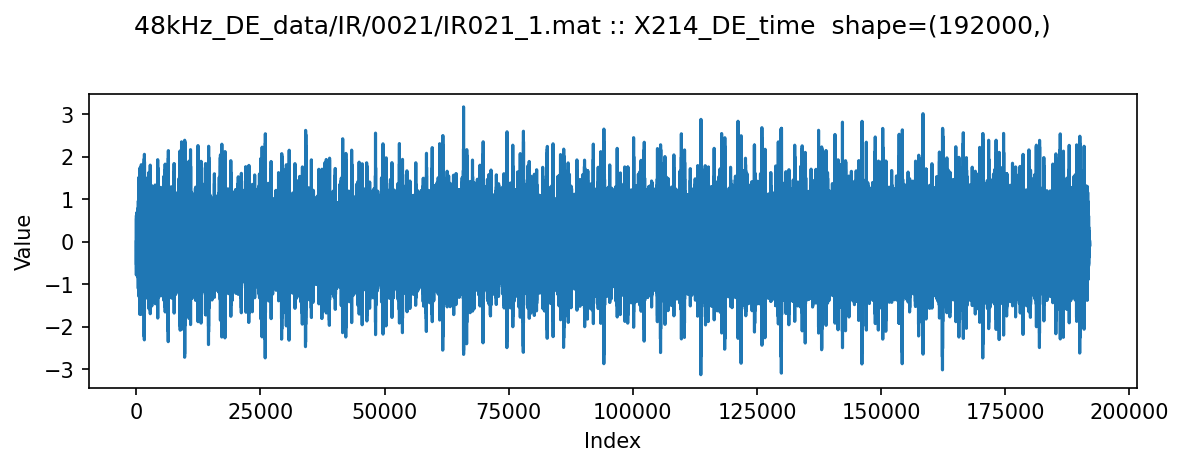 48kHz_DE_data/IR/0021/IR021_1.mat :: X214_DE_time  shape=(192000,)
3
2
1
0
−1
−2
−3
Value
0 25000 50000 75000 100000 125000 150000 175000 200000
Index